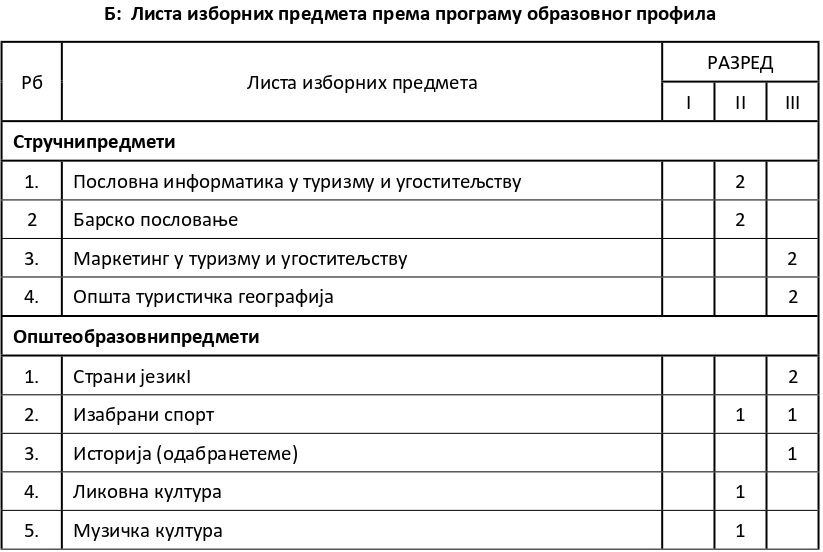 Б: Листа изборних предмета према програму образовног профила
Рб Листа изборних предмета РАЗРЕД
I II III
Стручнипредмети
1. Пословна информатика у туризму и угоститељству 2
2 Барско пословање 2
3. Маркетинг у туризму и угоститељству 2
4. Општа туристичка географија 2
Општеобразовнипредмети
1. Страни језикI 2
2. Изабрани спорт 1 1
3. Историја (одабранетеме) 1
4. Ликовна култура 1
5. Музичка култура 1